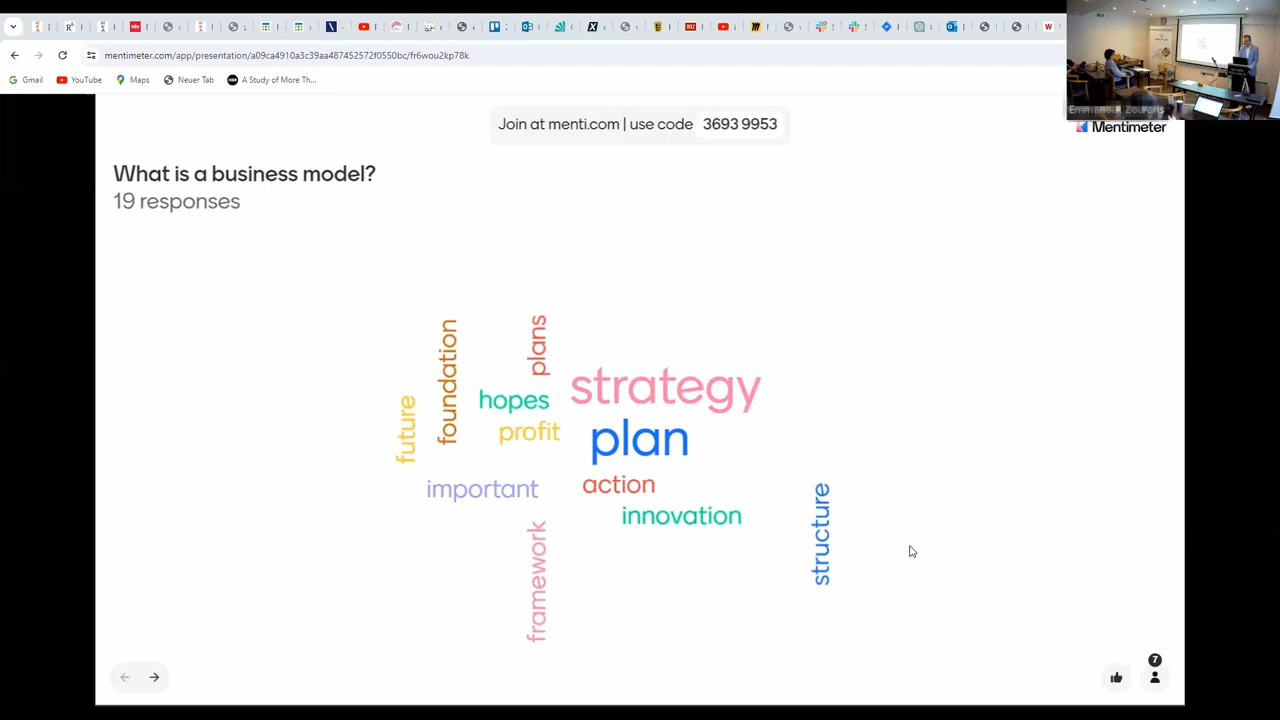 mentimeter.com/app/presentation/a09ca4910a3c39aa487452572f0550bc/fr6wou2kp78k
Gmail
YouTube
Maps
Neuer Tab
A Study of More Th...
Join at menti.com | use code 3693 9953
Mentimeter
What is a business model?
19 responses
plans
foundation
strategy
hopes
future
profit
plan
important
action
innovation
structure
framework
7